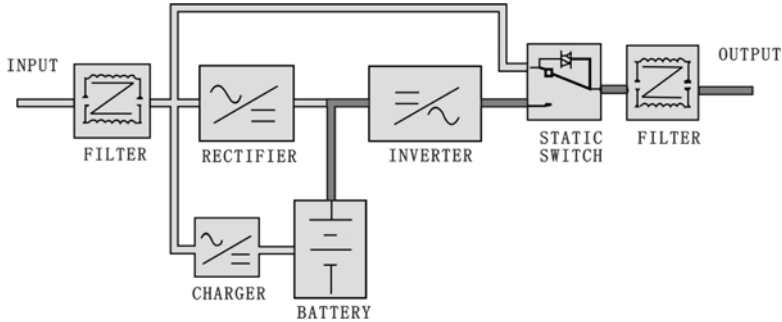 INPUT
OUTPUT
FILTER
RECTIFIER
INVERTER
STATIC
SWITCH
FILTER
CHARGER
BATTERY